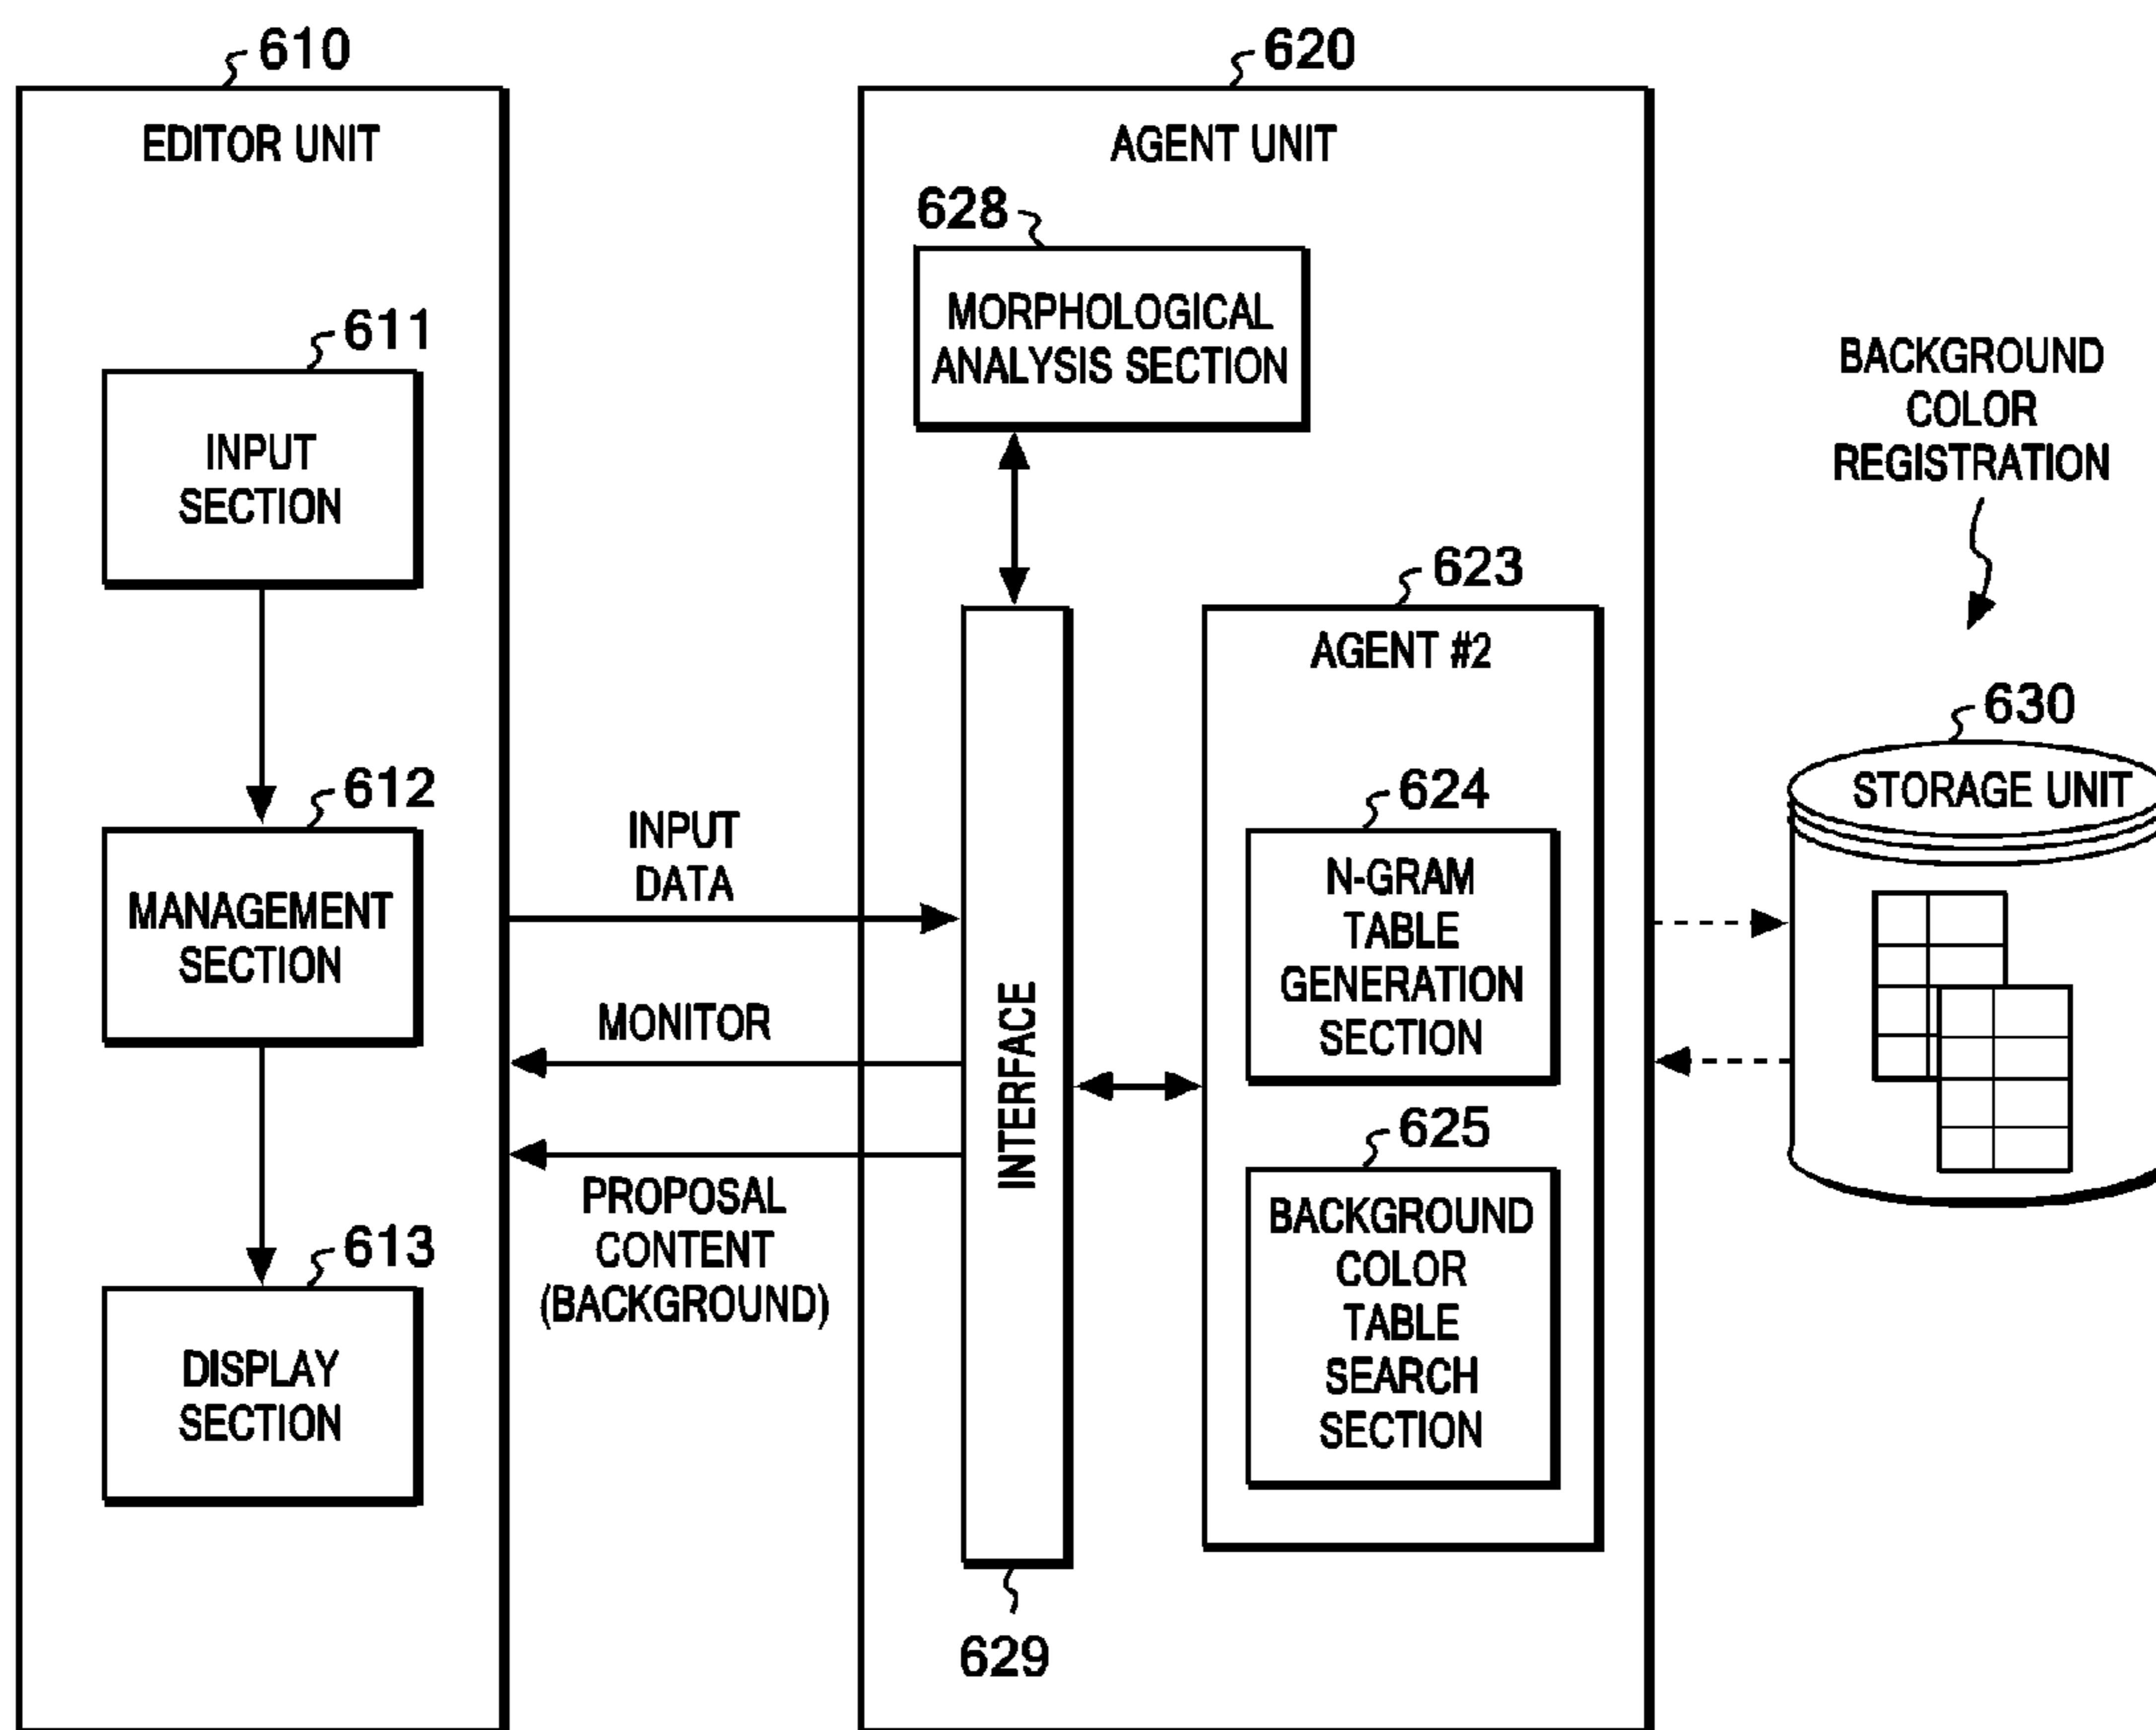 610
EDITOR UNIT
611
INPUT
SECTION
612
MANAGEMENT
SECTION
613
DISPLAY
SECTION
INPUT
DATA
MONITOR
PROPOSAL
CONTENT
(BACKGROUND)
620
AGENT UNIT
628
MORPHOLOGICAL
ANALYSIS SECTION
INTERFACE
629
623
AGENT #2
624
N-GRAM
TABLE
GENERATION
SECTION
625
BACKGROUND
COLOR
TABLE
SEARCH
SECTION
BACKGROUND
COLOR
REGISTRATION
630
STORAGE UNIT